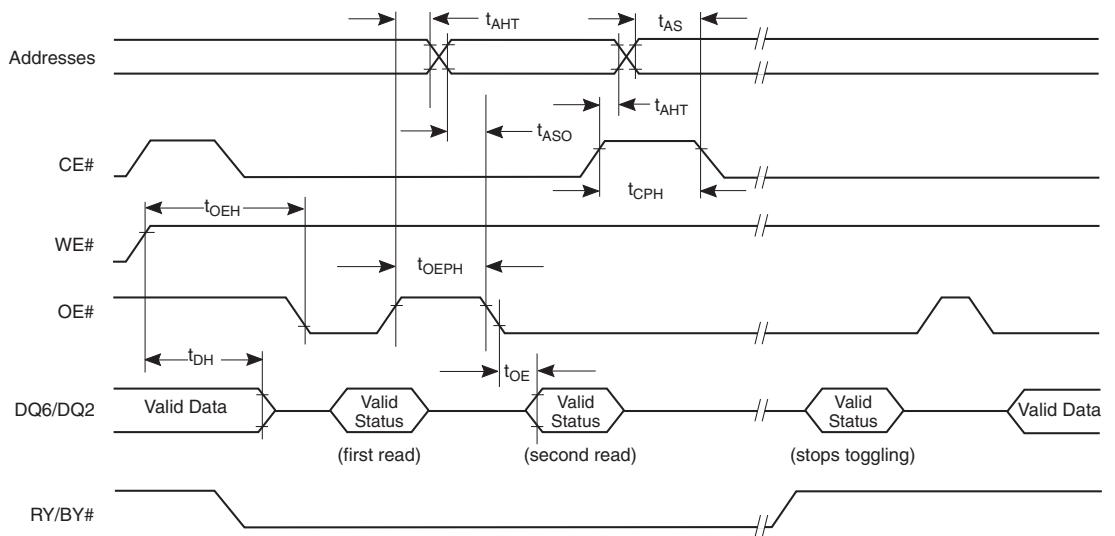 tAHT
tAS
Addresses
tAHT
tASO
CE#
tCPH
tOEH
WE#
tOEPH
OE#
tDH
tOE
DQ6/DQ2
Valid Data
Valid
Status
Valid
Status
Valid
Status
Valid Data
(first read)
(second read)
(stops toggling)
RY/BY#